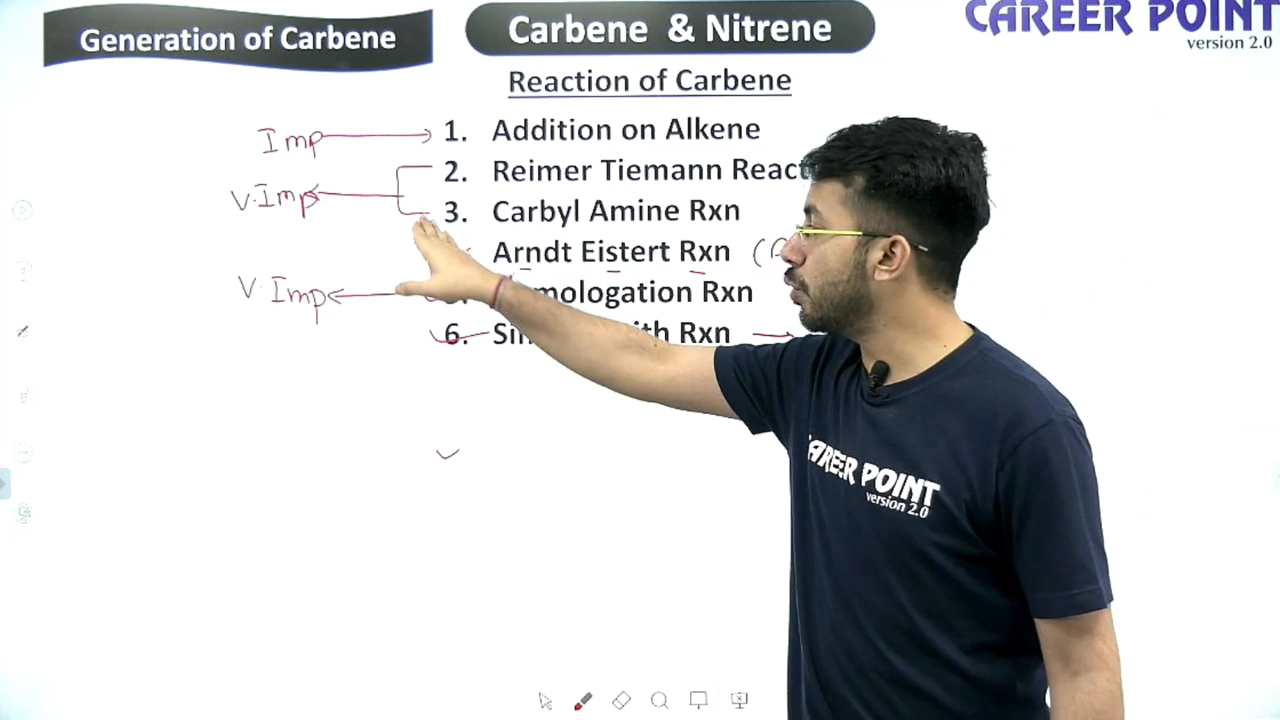 Generation of Carbene
Carbene & Nitrene
CAREER POINT
version 2.0
Reaction of Carbene
Imp
1. Addition on Alkene
V.Imp
2. Reimer Tiemann React
3. Carbyl Amine Rxn
Arndt Eistert Rxn (
V.Imp
mologation Rxn
6. Sim ith Rxn
CAREER POINT
version 2.0